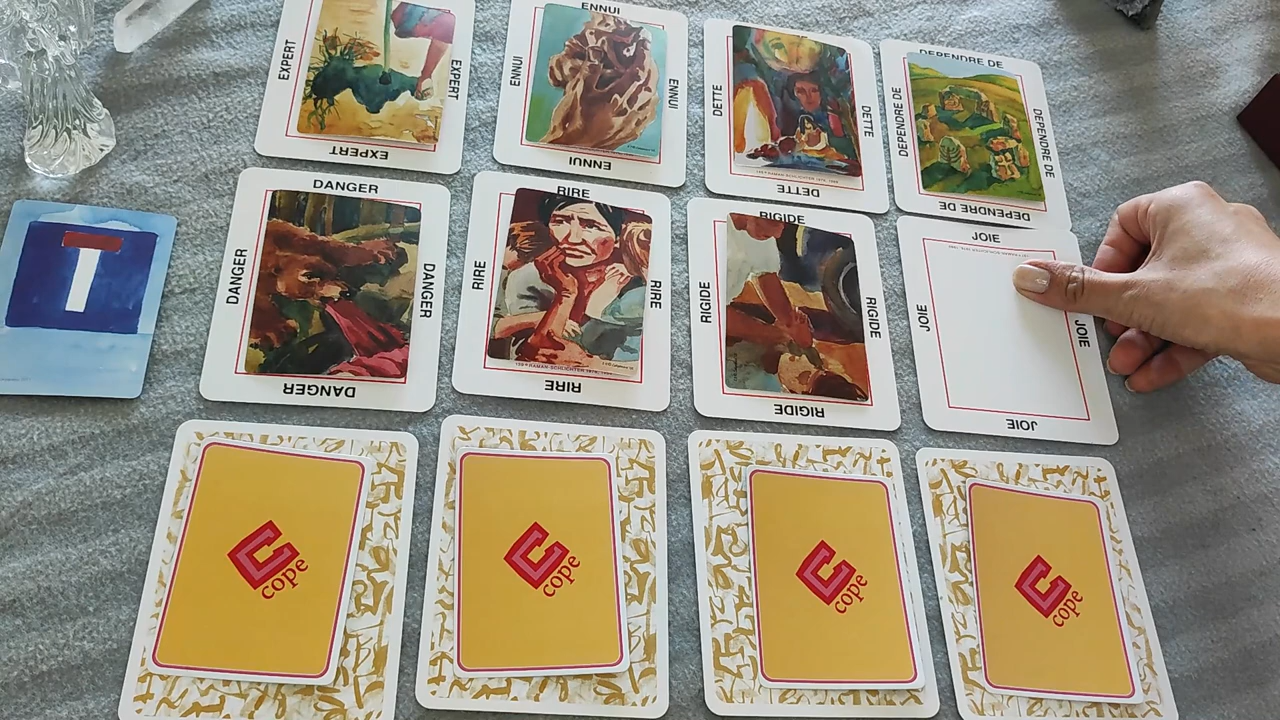 EXPERT
EXPERT
EXPERT
ENNUI
ENNUI
ENNUI
ENNUI
DETTE
DETTE
DETTE
DEPENDRE DE
DEPENDRE DE
DEPENDRE DE
DEPENDRE DE
T
DANGER
DANGER
DANGER
DANGER
RIRE
RIRE
RIRE
RIRE
RIGIDE
RIGIDE
RIGIDE
RIGIDE
JOIE
JOIE
JOIE
JOIE
cope
cope
cope
cope